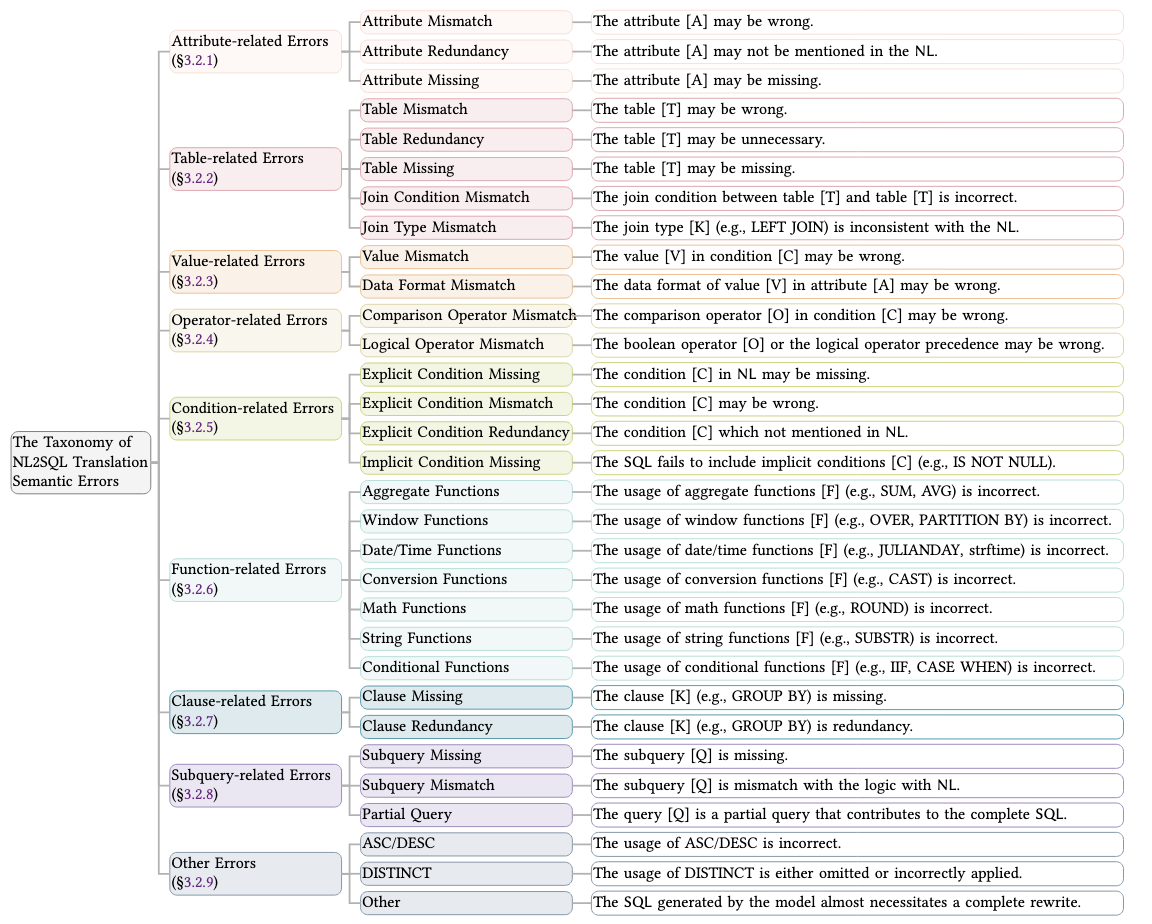 The Taxonomy of
NL2SQL Translation
Semantic Errors
Attribute-related Errors
(§3.2.1)
Attribute Mismatch
The attribute [A] may be wrong.
Attribute Redundancy
The attribute [A] may not be mentioned in the NL.
Attribute Missing
The attribute [A] may be missing.
Table-related Errors
(§3.2.2)
Table Mismatch
The table [T] may be wrong.
Table Redundancy
The table [T] may be unnecessary.
Table Missing
The table [T] may be missing.
Join Condition Mismatch
The join condition between table [T] and table [T] is incorrect.
Join Type Mismatch
The join type [K] (e.g., LEFT JOIN) is inconsistent with the NL.
Value-related Errors
(§3.2.3)
Value Mismatch
The value [V] in condition [C] may be wrong.
Data Format Mismatch
The data format of value [V] in attribute [A] may be wrong.
Operator-related Errors
(§3.2.4)
Comparison Operator Mismatch
The comparison operator [O] in condition [C] may be wrong.
Logical Operator Mismatch
The boolean operator [O] or the logical operator precedence may be wrong.
Condition-related Errors
(§3.2.5)
Explicit Condition Missing
The condition [C] in NL may be missing.
Explicit Condition Mismatch
The condition [C] may be wrong.
Explicit Condition Redundancy
The condition [C] which not mentioned in NL.
Implicit Condition Missing
The SQL fails to include implicit conditions [C] (e.g., IS NOT NULL).
Function-related Errors
(§3.2.6)
Aggregate Functions
The usage of aggregate functions [F] (e.g., SUM, AVG) is incorrect.
Window Functions
The usage of window functions [F] (e.g., OVER, PARTITION BY) is incorrect.
Date/Time Functions
The usage of date/time functions [F] (e.g., JULIANDAY, strftime) is incorrect.
Conversion Functions
The usage of conversion functions [F] (e.g., CAST) is incorrect.
Math Functions
The usage of math functions [F] (e.g., ROUND) is incorrect.
String Functions
The usage of string functions [F] (e.g., SUBSTR) is incorrect.
Conditional Functions
The usage of conditional functions [F] (e.g., IIF, CASE WHEN) is incorrect.
Clause-related Errors
(§3.2.7)
Clause Missing
The clause [K] (e.g., GROUP BY) is missing.
Clause Redundancy
The clause [K] (e.g., GROUP BY) is redundancy.
Subquery-related Errors
(§3.2.8)
Subquery Missing
The subquery [Q] is missing.
Subquery Mismatch
The subquery [Q] is mismatch with the logic with NL.
Partial Query
The query [Q] is a partial query that contributes to the complete SQL.
Other Errors
(§3.2.9)
ASC/DESC
The usage of ASC/DESC is incorrect.
DISTINCT
The usage of DISTINCT is either omitted or incorrectly applied.
Other
The SQL generated by the model almost necessitates a complete rewrite.